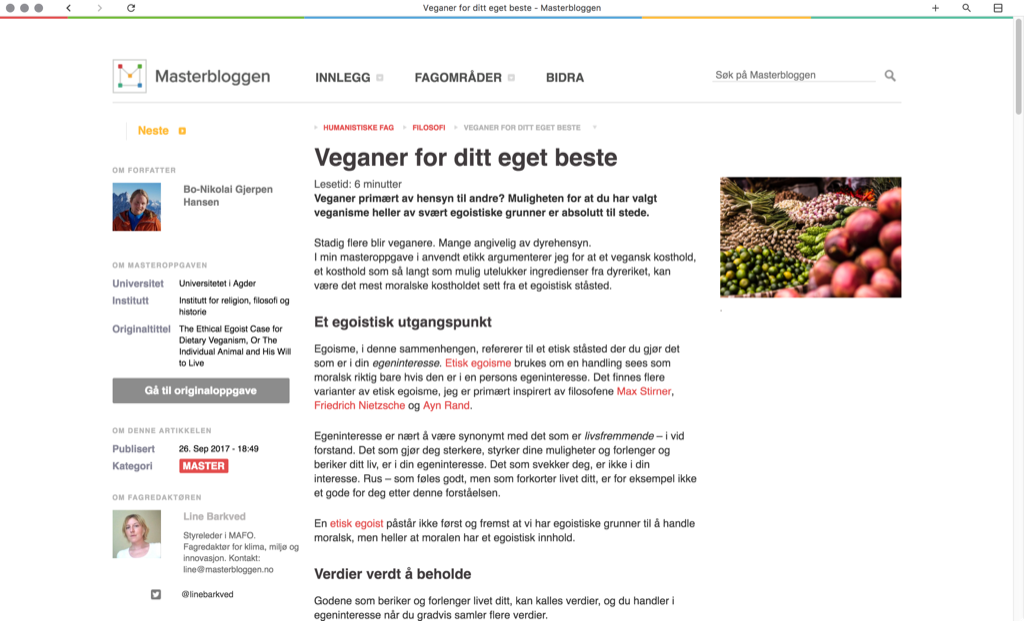 Veganer for ditt eget beste - Masterbloggen
Masterbloggen
INNLEGG
FAGOMRÅDER
BIDRA
Søk på Masterbloggen
Neste
OM FORFATTER
Bo-Nikolai Gjerpen
Hansen
OM MASTEROPPGAVEN
Universitet Universitetet i Agder
Institutt Institutt for religion, filosofi og
historie
Originaltittel The Ethical Egoist Case for
Dietary Veganism, Or The
Individual Animal and His Will
to Live
Gå til originaloppgave
OM DENNE ARTIKKELEN
Publisert 26. Sep 2017 - 18:49
Kategori MASTER
OM FAGREDAKTØREN
Line Barkved
Styreleder i MAFO.
Fagredaktør for klima, miljø og
innovasjon. Kontakt:
line@masterbloggen.no
@linebarkved
HUMANISTISKE FAG
FILOSOFI
VEGANER FOR DITT EGET BESTE
Veganer for ditt eget beste
Lesetid: 6 minutter
Veganer primært av hensyn til andre? Muligheten for at du har valgt
veganisme heller av svært egoistiske grunner er absolutt til stede.
Stadig flere blir veganere. Mange angivelig av dyrehensyn.
I min masteroppgave i anvendt etikk argumenterer jeg for at et vegansk kosthold,
et kosthold som så langt som mulig utelukker ingredienser fra dyreriket, kan
være det mest moralske kostholdet sett fra et egoistisk ståsted.
Et egoistisk utgangspunkt
Egoisme, i denne sammenhengen, refererer til et etisk ståsted der du gjør det
som er i din egeninteresse. Etisk egoisme brukes om en handling sees som
moralsk riktig bare hvis den er i en persons egeninteresse. Det finnes flere
varianter av etisk egoisme, jeg er primært inspirert av filosofene Max Stirner,
Friedrich Nietzsche og Ayn Rand.
Egeninteresse er nært å være synonymt med det som er livsfremmende – i vid
forstand. Det som gjør deg sterkere, styrker dine muligheter og forlenger og
beriker ditt liv, er i din egeninteresse. Det som svekker deg, er ikke i din
interesse. Rus – som føles godt, men som forkorter livet ditt, er for eksempel ikke
et gode for deg etter denne forståelsen.
En etisk egoist påstår ikke først og fremst at vi har egoistiske grunner til å handle
moralsk, men heller at moralen har et egoistisk innhold.
Verdier verdt å beholde
Godene som beriker og forlenger livet ditt, kan kalles verdier, og du handler i
egeninteresse når du gradvis samler flere verdier.
.